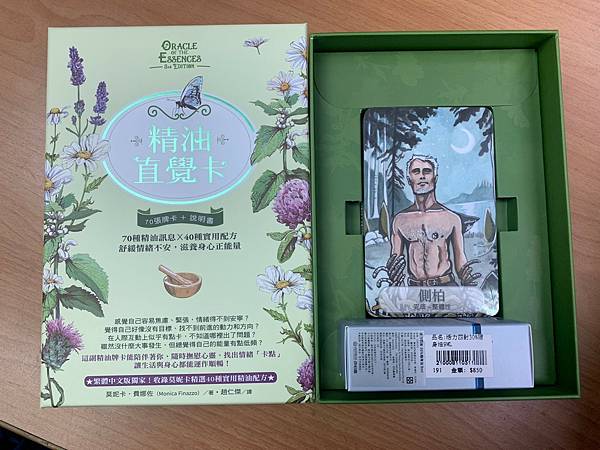 ORACLE
OF THE
ESSENCES
8TH EDITION
精油
直覺卡
70張牌卡＋說明書
70種精油訊息╳40種實用配方
舒緩情緒不安，滋養身心正能量
感覺自己容易焦慮、緊張，情緒得不到安寧？
覺得自己好像沒有目標、找不到前進的動力和方向？
在人際互動上似乎有點卡，不知道哪裡出了問題？
雖然沒什麼大事發生，但總覺得自己的能量有點低頻？
這副精油牌卡能陪伴著你，隨時撫慰心靈，找出情緒「卡點」，
讓生活與身心都能運作順暢！
★繁體中文版獨家！收錄莫妮卡精選40種實用精油配方★
莫妮卡．費娜佐（Monica Finazzo）／著•趙仁傑／譯
側柏
完成、整體性
191 金額: $850